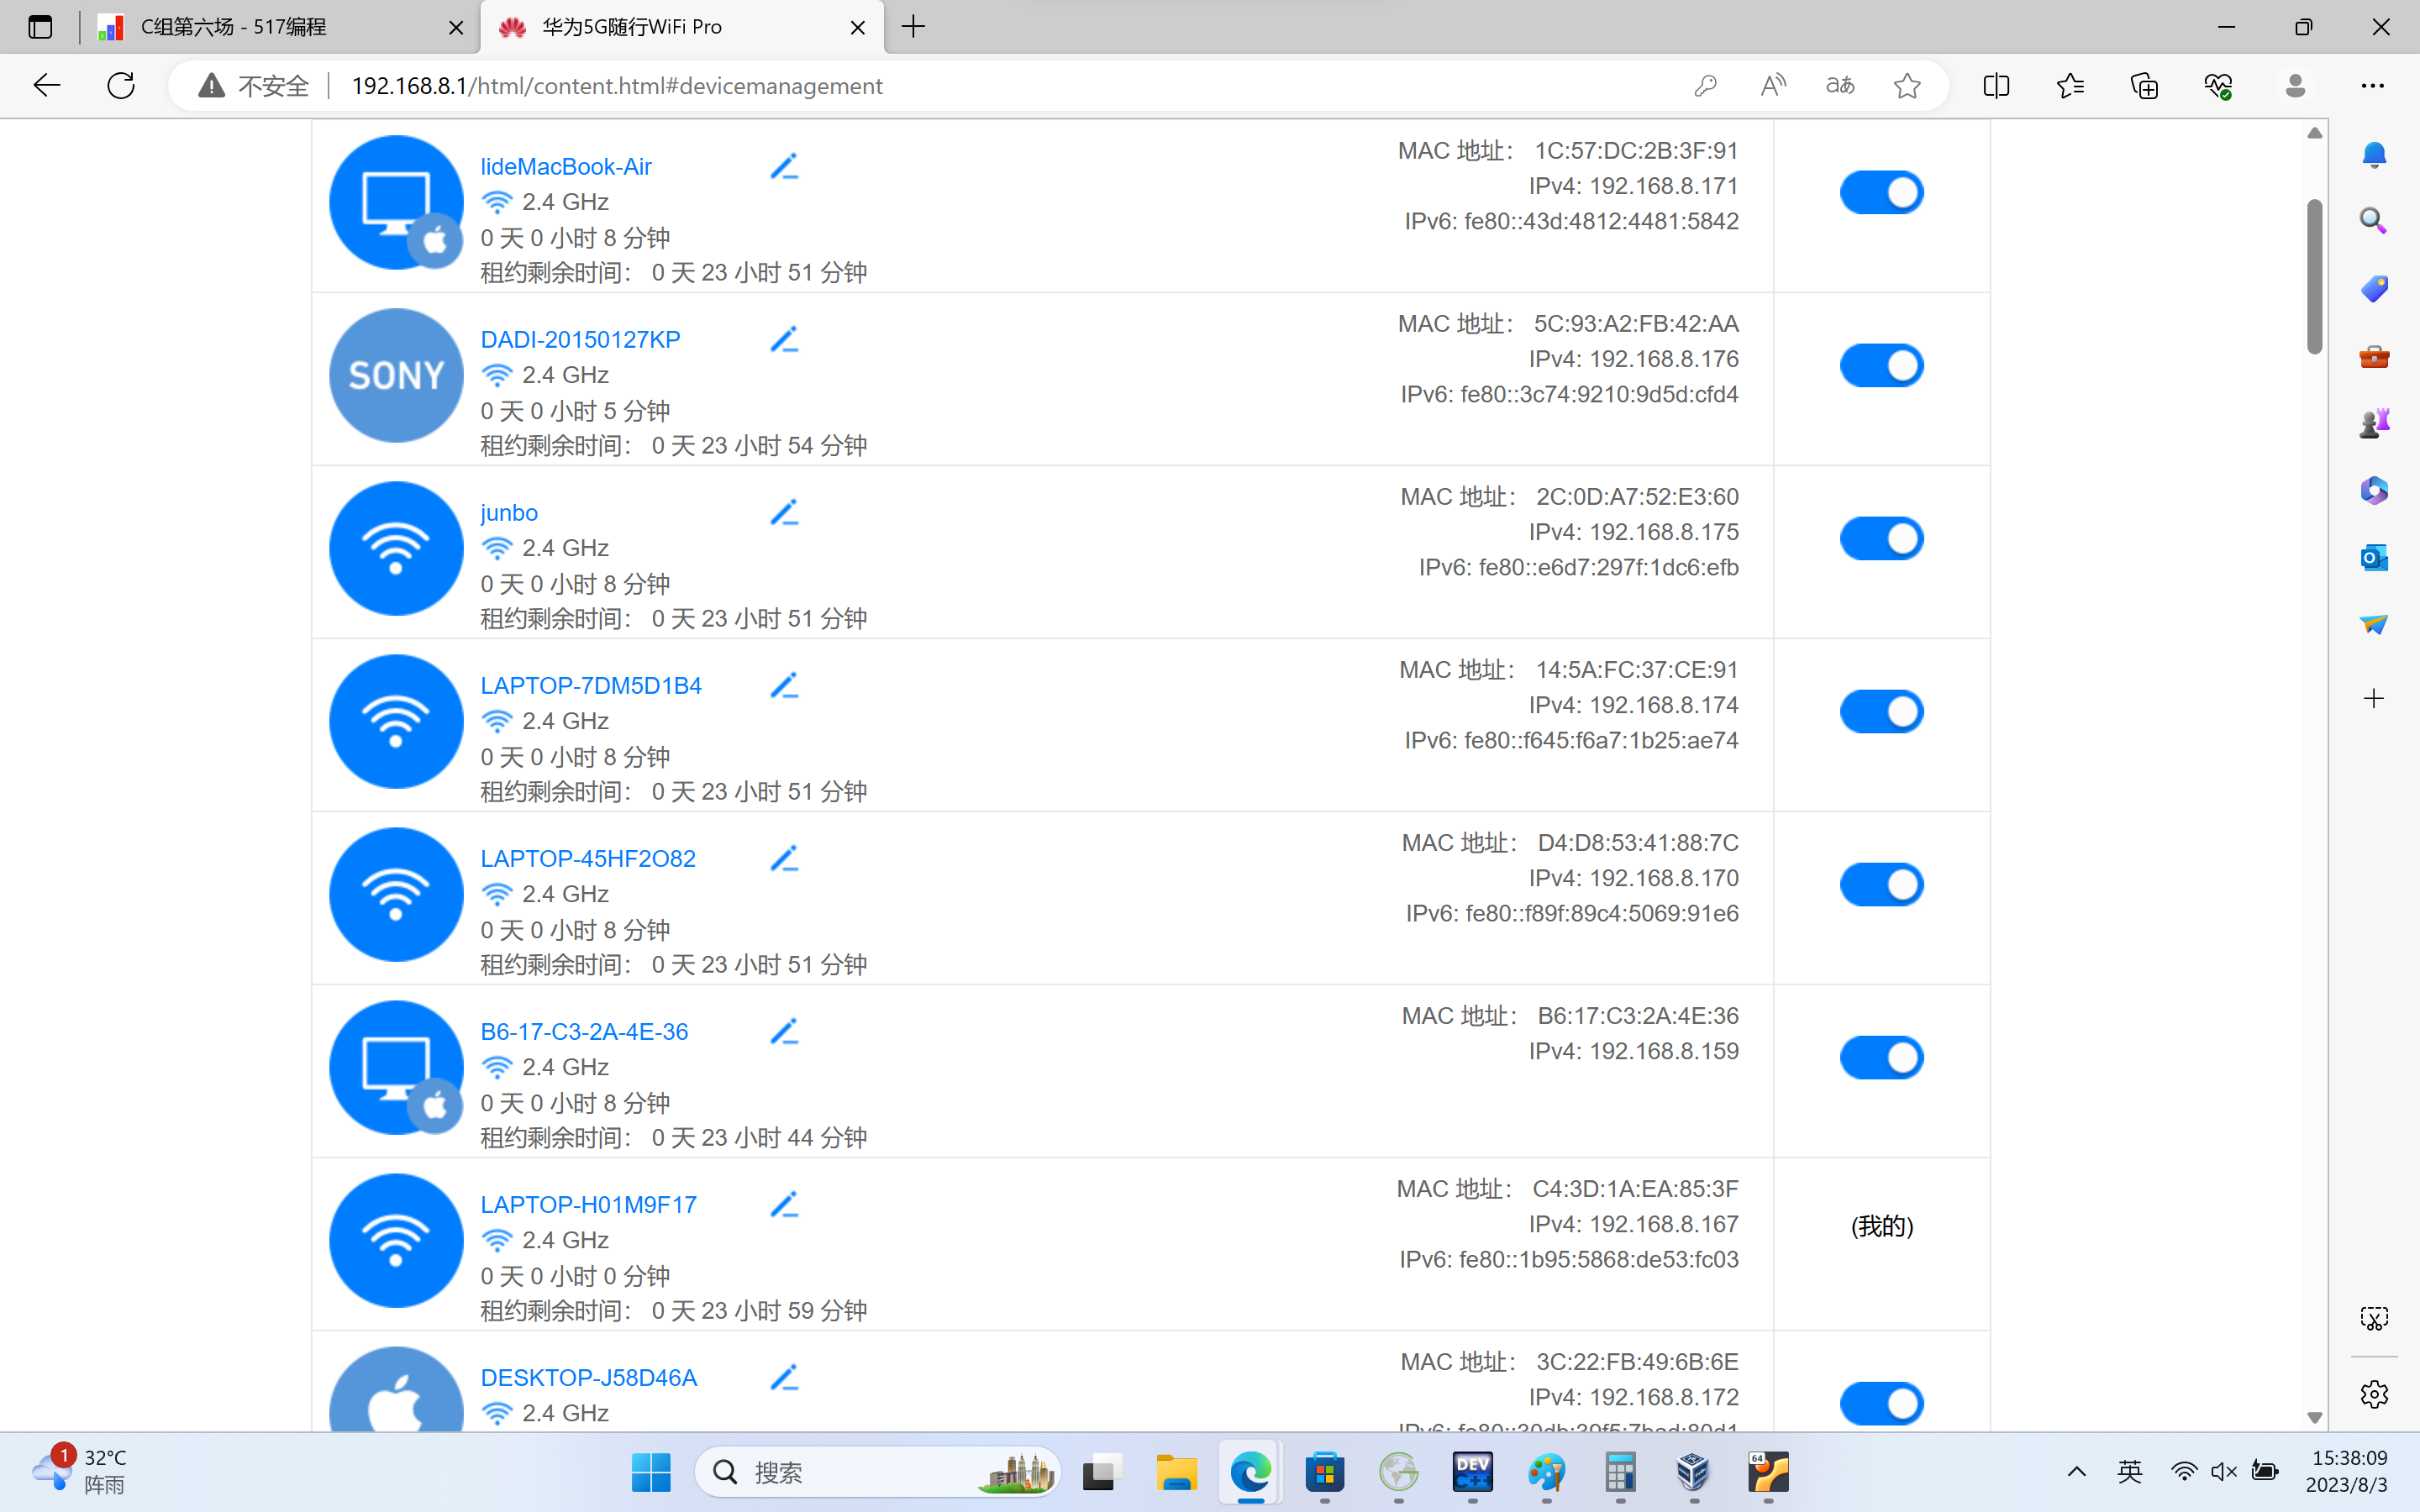 C组第六场 - 517编程
华为5G随行WiFi Pro
不安全
192.168.8.1/html/content.html#devicemanagement
lideMacBook-Air
2.4 GHz
0 天 0 小时 8 分钟
租约剩余时间： 0 天 23 小时 51 分钟
MAC 地址： 1C:57:DC:2B:3F:91
IPv4: 192.168.8.171
IPv6: fe80::43d:4812:4481:5842
SONY
DADI-20150127KP
2.4 GHz
0 天 0 小时 5 分钟
租约剩余时间： 0 天 23 小时 54 分钟
MAC 地址： 5C:93:A2:FB:42:AA
IPv4: 192.168.8.176
IPv6: fe80::3c74:9210:9d5d:cfd4
junbo
2.4 GHz
0 天 0 小时 8 分钟
租约剩余时间： 0 天 23 小时 51 分钟
MAC 地址： 2C:0D:A7:52:E3:60
IPv4: 192.168.8.175
IPv6: fe80::e6d7:297f:1dc6:efb
LAPTOP-7DM5D1B4
2.4 GHz
0 天 0 小时 8 分钟
租约剩余时间： 0 天 23 小时 51 分钟
MAC 地址： 14:5A:FC:37:CE:91
IPv4: 192.168.8.174
IPv6: fe80::f645:f6a7:1b25:ae74
LAPTOP-45HF2O82
2.4 GHz
0 天 0 小时 8 分钟
租约剩余时间： 0 天 23 小时 51 分钟
MAC 地址： D4:D8:53:41:88:7C
IPv4: 192.168.8.170
IPv6: fe80::f89f:89c4:5069:91e6
B6-17-C3-2A-4E-36
2.4 GHz
0 天 0 小时 8 分钟
租约剩余时间： 0 天 23 小时 44 分钟
MAC 地址： B6:17:C3:2A:4E:36
IPv4: 192.168.8.159
LAPTOP-H01M9F17
2.4 GHz
0 天 0 小时 0 分钟
租约剩余时间： 0 天 23 小时 59 分钟
MAC 地址： C4:3D:1A:EA:85:3F
IPv4: 192.168.8.167
IPv6: fe80::1b95:5868:de53:fc03
(我的)
DESKTOP-J58D46A
2.4 GHz
MAC 地址： 3C:22:FB:49:6B:6E
IPv4: 192.168.8.172
1
32°C
阵雨
搜索
DEV
C++
64
英
15:38:09
2023/8/3